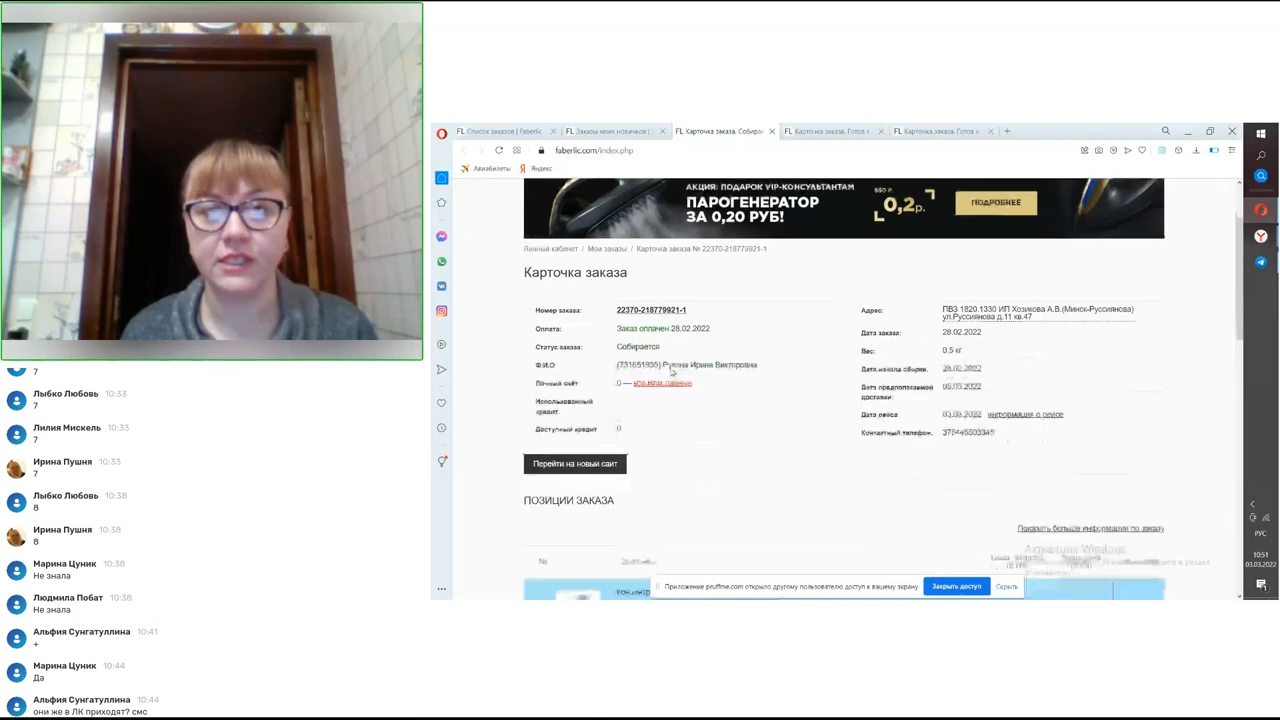 7
Лыбко Любовь 10:33
7
Лилия Мискель 10:33
7
Ирина Пушня 10:33
7
Лыбко Любовь 10:38
8
Ирина Пушня 10:38
8
Марина Цуник 10:38
Не знала
Людмила Побат 10:38
Не знала
Альфия Сунгатуллина 10:41
+
Марина Цуник 10:44
Да
Альфия Сунгатуллина 10:44
они же в ЛК приходят? смс
FL Список заказов | Faberlic
FL Заказы моих новичков |
FL Карточка заказа. Собира
FL Карточка заказа. Готов к
FL Карточка заказа. Готов к
faberlic.com/index.php
Авиабилеты Яндекс
АКЦИЯ: ПОДАРОК VIP-КОНСУЛЬТАНТАМ
ПАРОГЕНЕРАТОР
ЗА 0,20 РУБ!
550 р.
0,2 р.
ПОДРОБНЕЕ
Личный кабинет / Мои заказы / Карточка заказа № 22370-218779921-1
Карточка заказа
Номер заказа: 22370-218779921-1
Оплата: Заказ оплачен 28.02.2022
Статус заказа: Собирается
Ф.И.О: Ирина Викторовна
Личный счёт: 0 —
Использованный кредит:
Доступный кредит: 0
Адрес: ПВЗ 1820.1330 ИП Хозикова А.В.(Минск-Руссиянова)
ул.Руссиянова д.11 кв.47
Дата заказа: 28.02.2022
Вес: 0,5 кг
Дата начала сборки: 28.02.2022
Дата предполагаемой доставки: 05.03.2022
Дата рейса: 03.03.2022 информация о рейсе
Контактный телефон:
Перейти на новый сайт
ПОЗИЦИИ ЗАКАЗА
Показать больше информации по заказу
Активация Windows
№
Приложение pruffme.com открыло другому пользователю доступ к вашему экрану
Закрыть доступ
Скрыть
РУС
10:51
03.03.2022